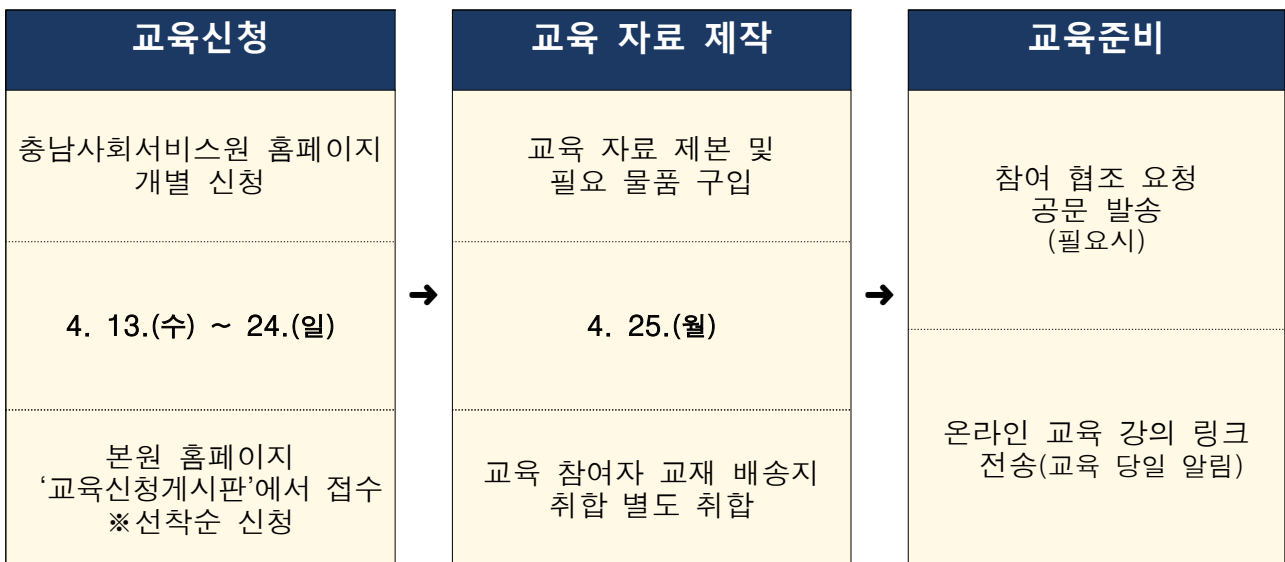 교육신청
충남사회서비스원 홈페이지
개별 신청
4. 13.(수) ~ 24.(일)
본원 홈페이지
‘교육신청게시판’에서 접수
※선착순 신청
➜
교육 자료 제작
교육 자료 제본 및
필요 물품 구입
4. 25.(월)
교육 참여자 교재 배송지
취합 별도 취합
➜
교육준비
참여 협조 요청
공문 발송
(필요시)
온라인 교육 강의 링크
전송(교육 당일 알림)